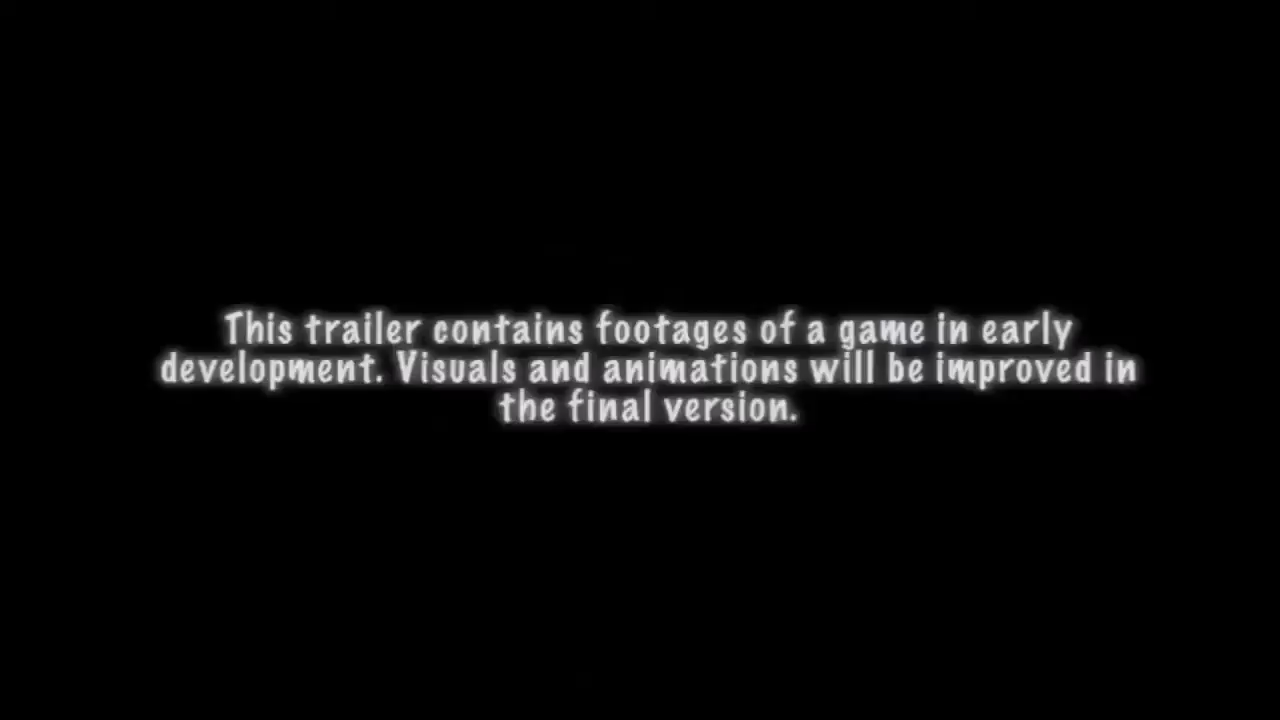 This trailer contains footages of a game in early
development. Visuals and animations will be improved in
the final version.